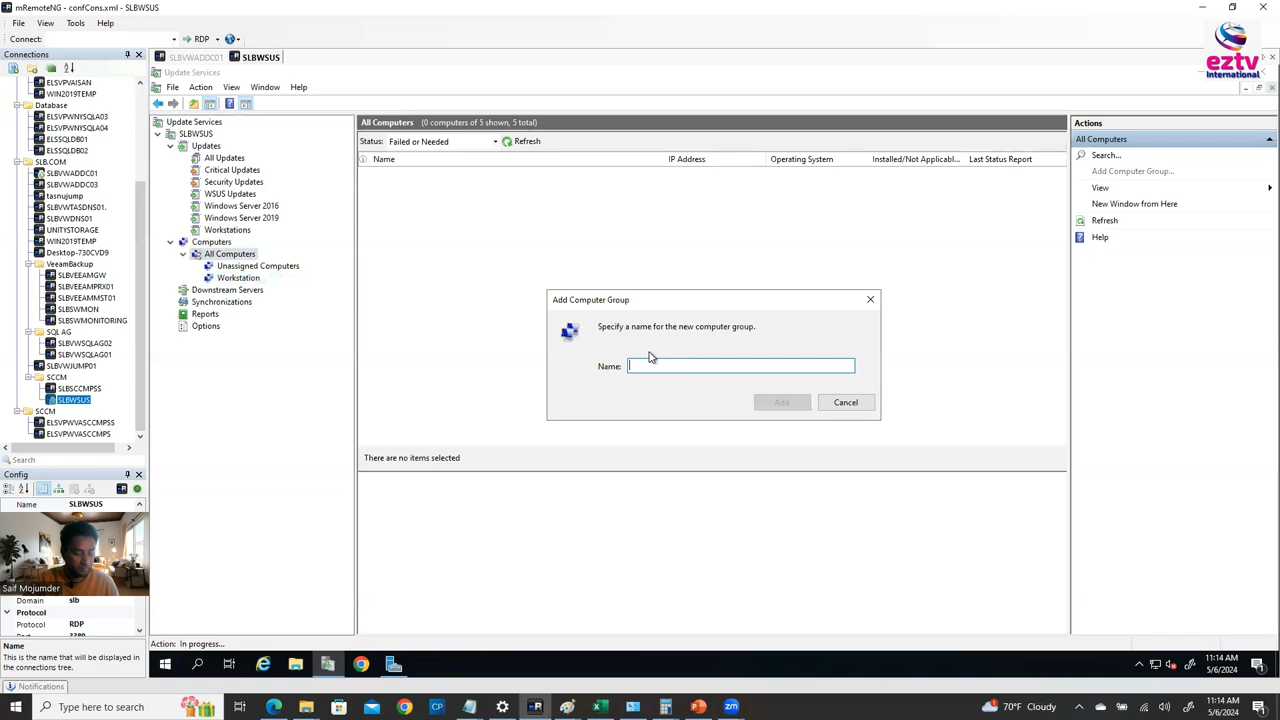 mRemoteNG - confCons.xml - SLBWSUS
File View Tools Help
Connect: RDP
eztv
International
Connections
SLBVWADDC01 SLBWSUS
ELSVPVAISAN
WIN2019TEMP
Database
ELSVPWNYSQLA03
ELSVPWNYSQLA04
ELSSQLDB01
ELSSQLDB02
SLB.COM
SLBVWADDC01
SLBVWADDC03
tasnujump
SLBVWTASDNS01.
SLBVWDNS01
UNITYSTORAGE
WIN2019TEMP
Desktop-730CVD9
VeeamBackup
SLBVEEAMGW
SLBVEEAMPRX01
SLBVEEAMMST01
SLBSWMON
SLBSWMONITORING
SQL AG
SLBVWSQLAG02
SLBVWSQLAG01
SLBVWJUMP01
SCCM
SLBSCCMPSS
SLBWSUS
SCCM
ELSVPWVASCCMPSS
ELSVPWVASCCMPS
Search
Config
Name SLBWSUS
Saif Mojumder
Domain slb
Protocol
Protocol RDP
Name
This is the name that will be displayed in
the connections tree.
Notifications
Update Services
File Action View Window Help
Update Services
SLBWSUS
Updates
All Updates
Critical Updates
Security Updates
WSUS Updates
Windows Server 2016
Windows Server 2019
Workstations
Computers
All Computers
Unassigned Computers
Workstation
Downstream Servers
Synchronizations
Reports
Options
All Computers (0 computers of 5 shown, 5 total)
Status: Failed or Needed Refresh
Name IP Address Operating System Installed/Not Applicabl... Last Status Report
Add Computer Group
Specify a name for the new computer group.
Name:
Add Cancel
There are no items selected
Actions
All Computers
Search...
Add Computer Group...
View
New Window from Here
Refresh
Help
Action: In progress...
11:14 AM
5/6/2024
Type here to search
70°F Cloudy
11:14 AM
5/6/2024